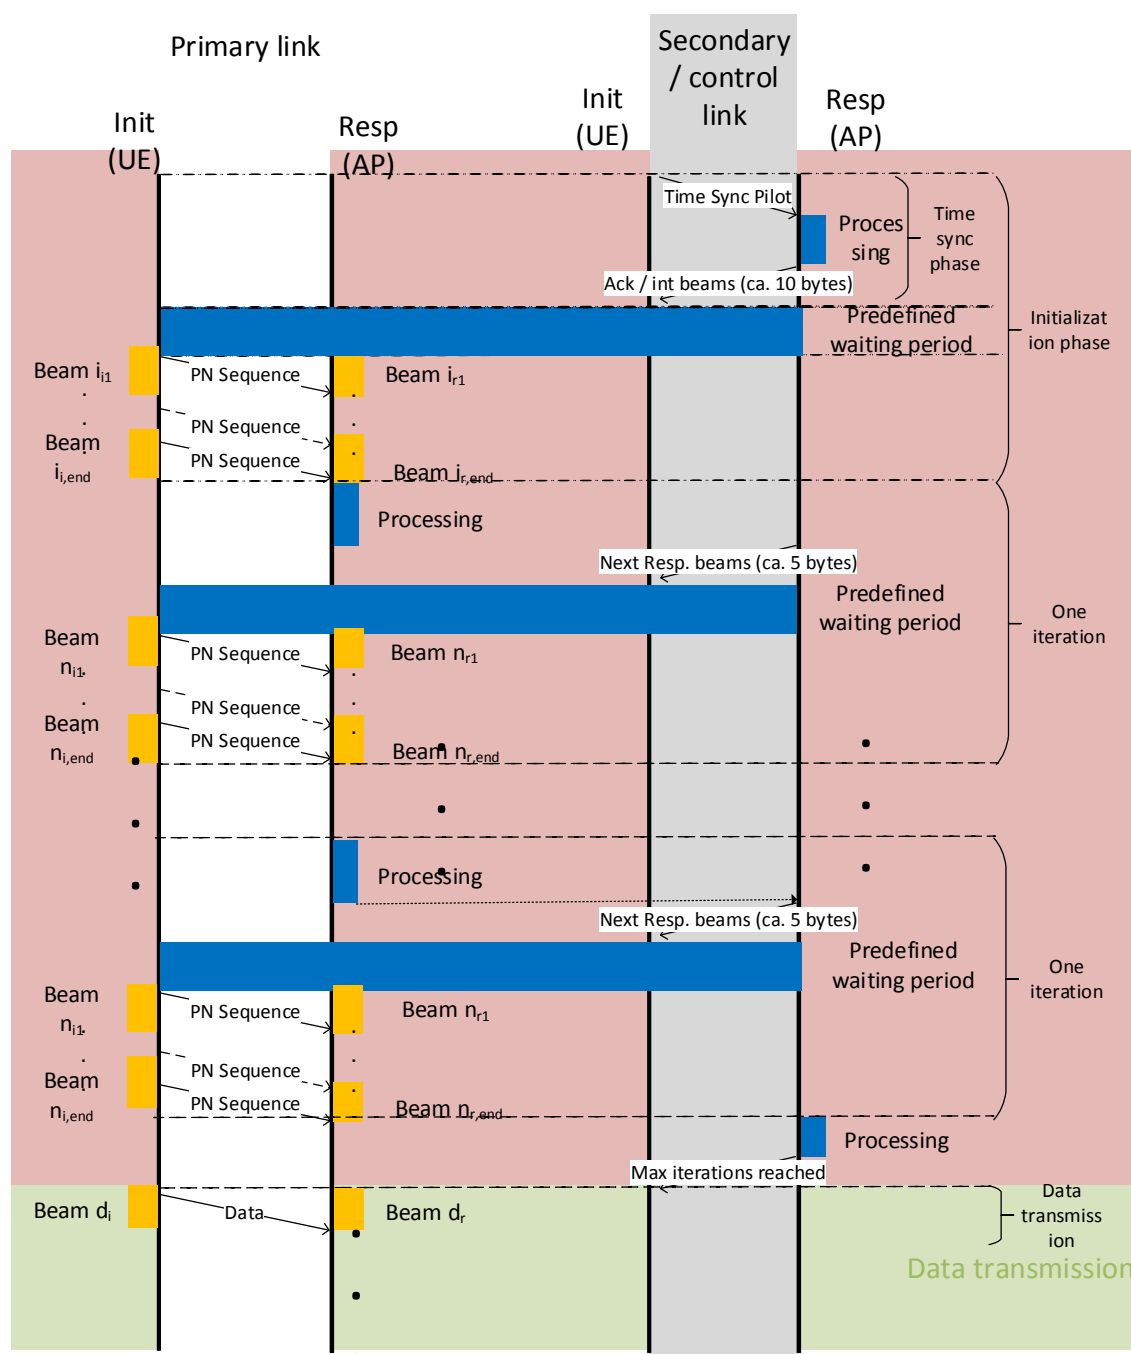 Primary link
Secondary
/ control
link
Init
(UE)
Resp
(AP)
Init
(UE)
Resp
(AP)
Time Sync Pilot
Proces
sing
Time
sync
phase
Ack / int beams (ca. 10 bytes)
Predefined
waiting period
Initializat
ion phase
Beam ii1
PN Sequence
Beam ir1
PN Sequence
Beam
ii,end
PN Sequence
Beam ir,end
Processing
Next Resp. beams (ca. 5 bytes)
Predefined
waiting period
One
iteration
Beam
ni1
PN Sequence
Beam nr1
PN Sequence
Beam
ni,end
PN Sequence
Beam nr,end
Processing
Next Resp. beams (ca. 5 bytes)
Predefined
waiting period
One
iteration
Beam
ni1
PN Sequence
Beam nr1
PN Sequence
Beam
ni,end
PN Sequence
Beam nr,end
Processing
Max iterations reached
Beam di
Data
Beam dr
Data
transmiss
ion
Data transmission